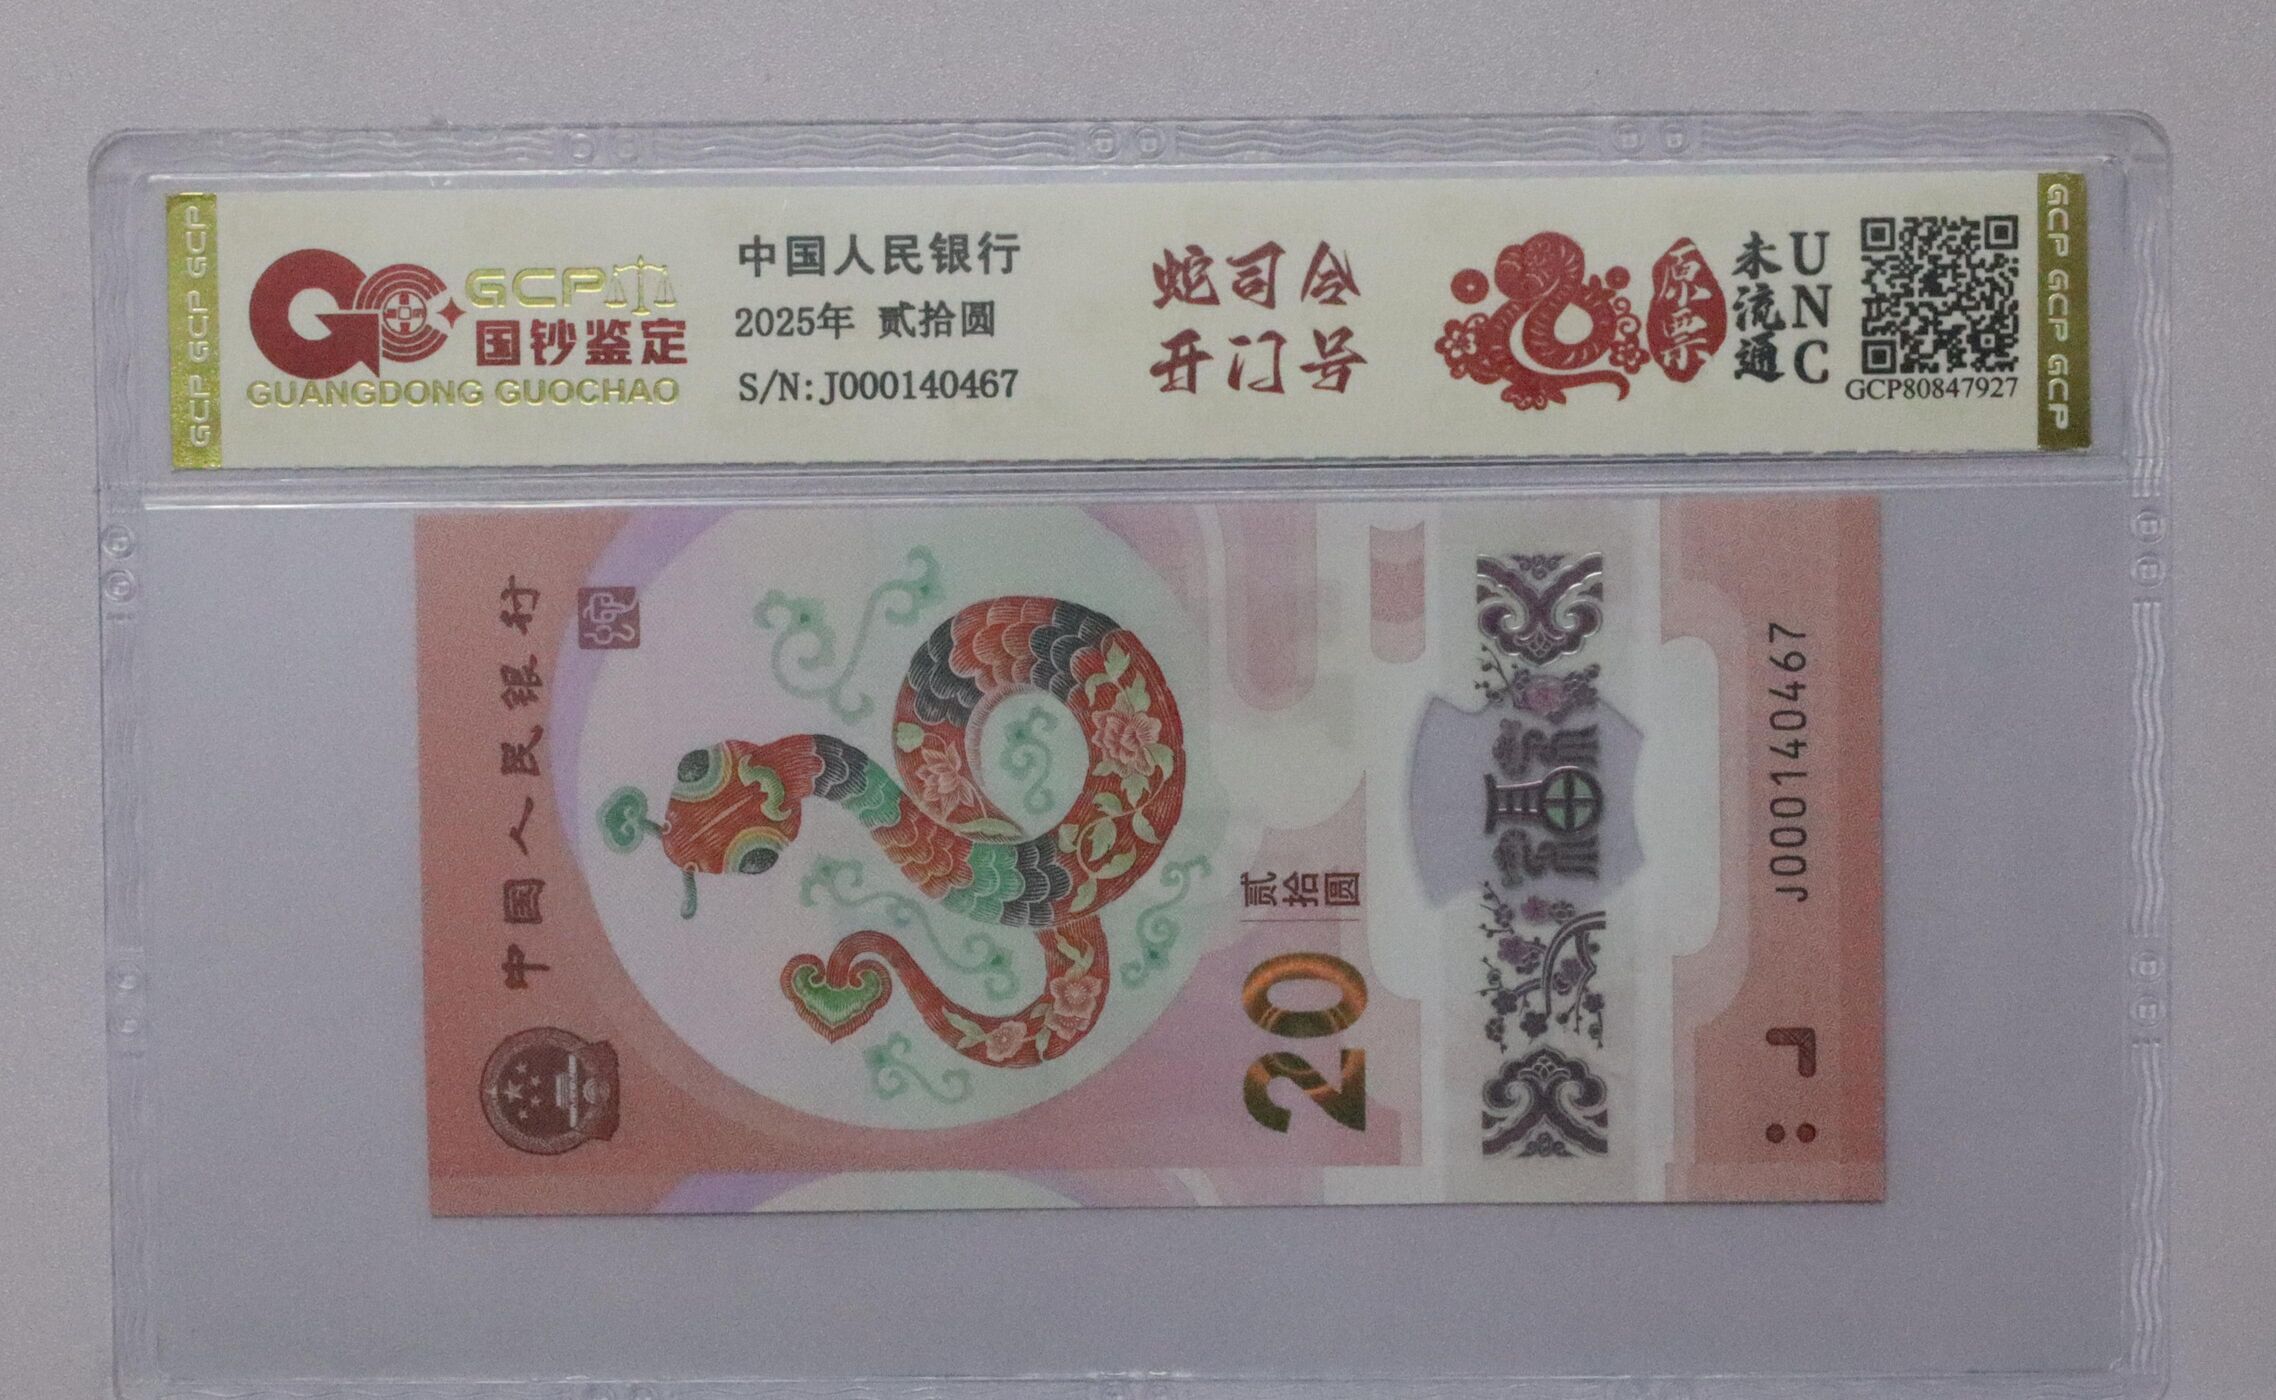 GCP GCP GCP
GCP
国钞鉴定
GUANGDONG GUOCHAO
中国人民银行
2025年 贰拾圆
S/N:J000140467
蛇司令
开门号
原票
未流通
UNC
GCP80847927
GCP GCP GCP
中国人民银行
贰拾圆
20
福
J000140467